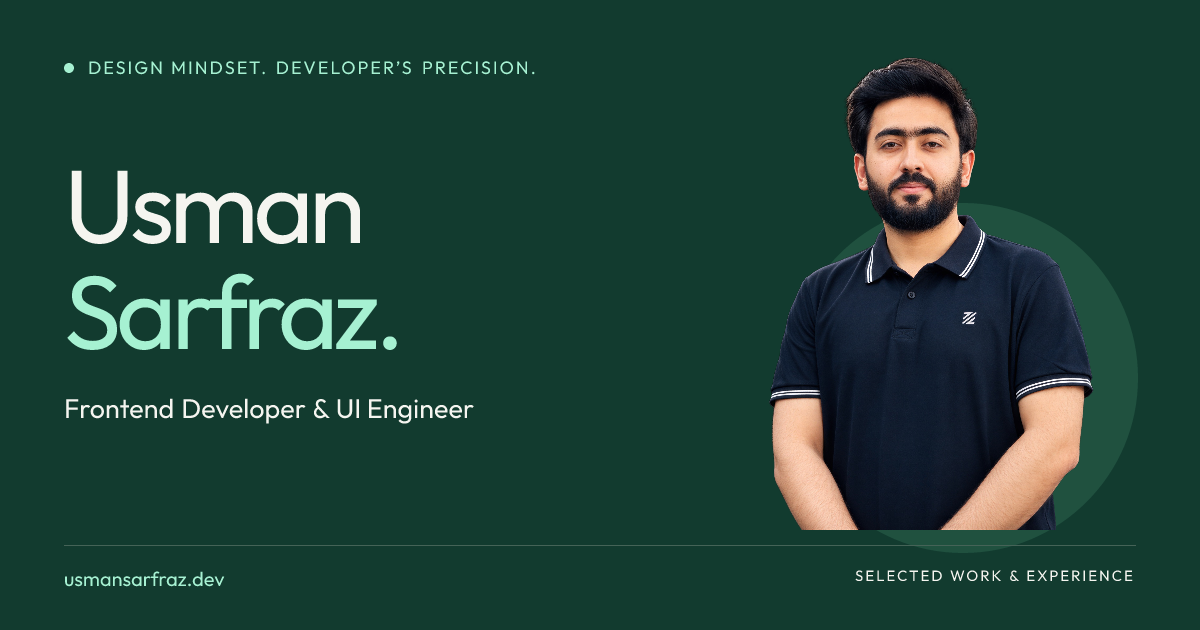 DESIGN MINDSET. DEVELOPER’S PRECISION.
Usman
Sarfraz.
Frontend Developer & UI Engineer
usmansarfraz.dev
SELECTED WORK & EXPERIENCE